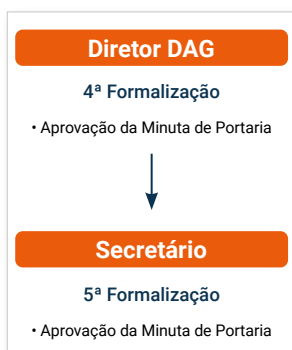 Diretor DAG
4ª Formalização
• Aprovação da Minuta de Portaria
Secretário
5ª Formalização
• Aprovação da Minuta de Portaria